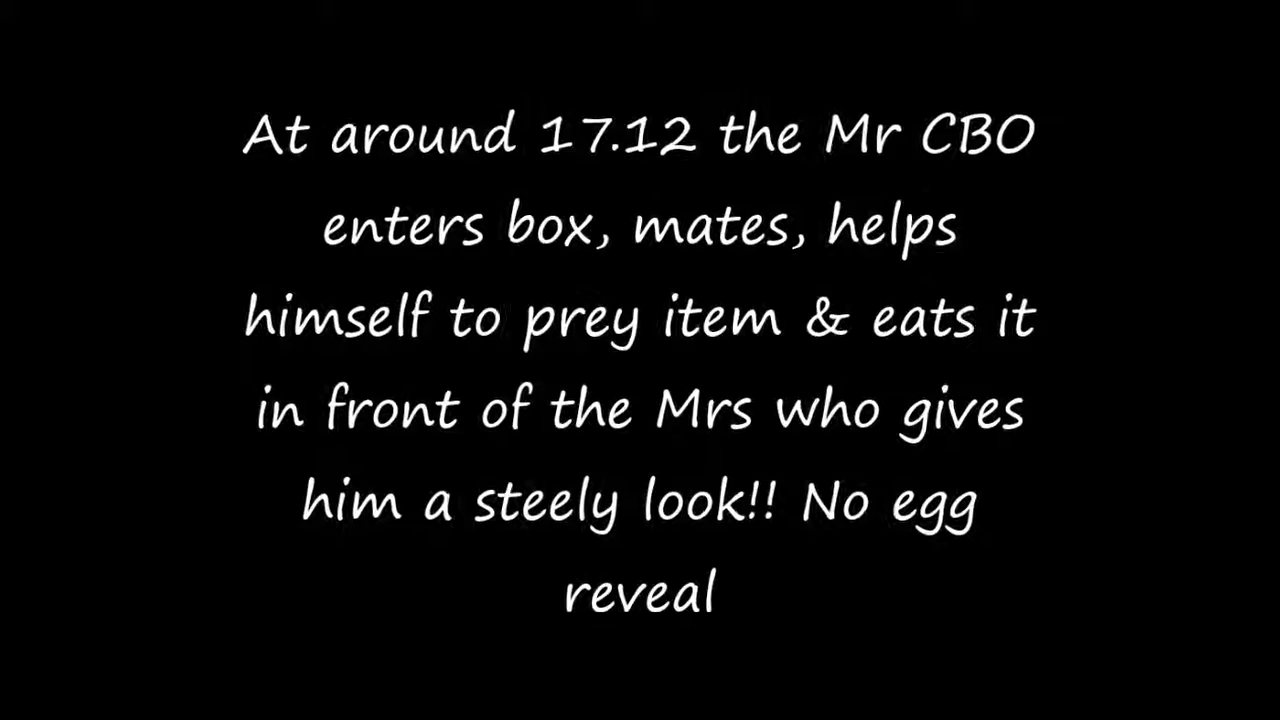 At around 17.12 the Mr CBO
enters box, mates, helps
himself to prey item & eats it
in front of the Mrs who gives
him a steely look!! No egg
reveal